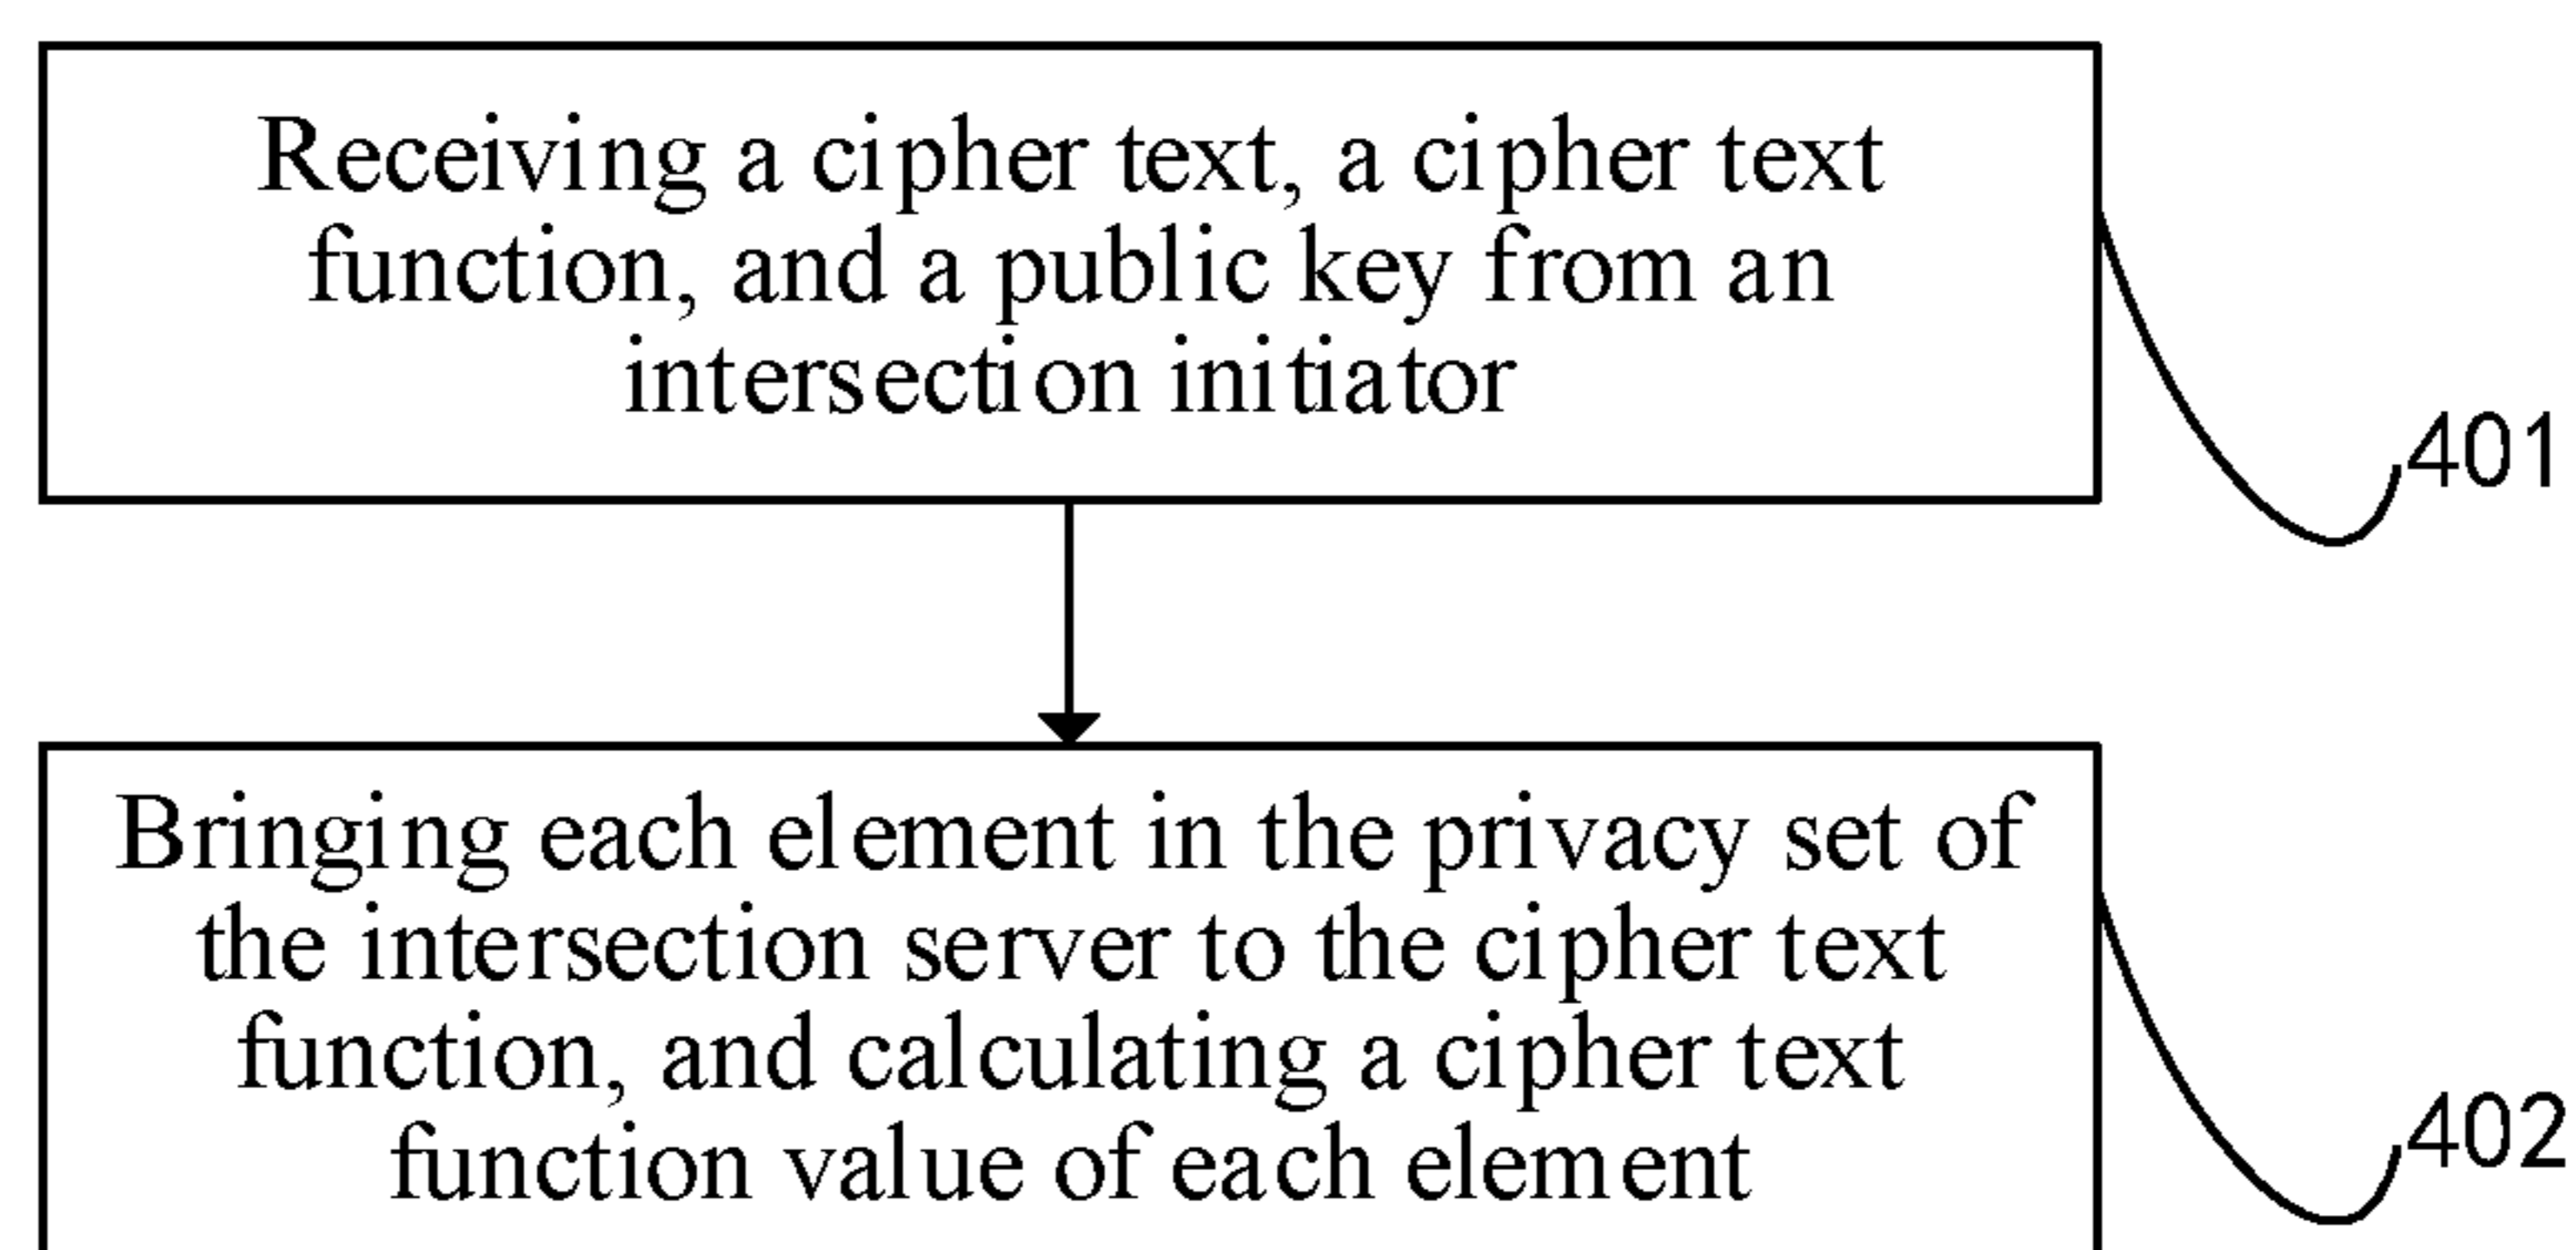 Receiving a cipher text, a cipher text
function, and a public key from an
intersection initiator
401
Bringing each element in the privacy set of
the intersection server to the cipher text
function, and calculating a cipher text
function value of each element
402